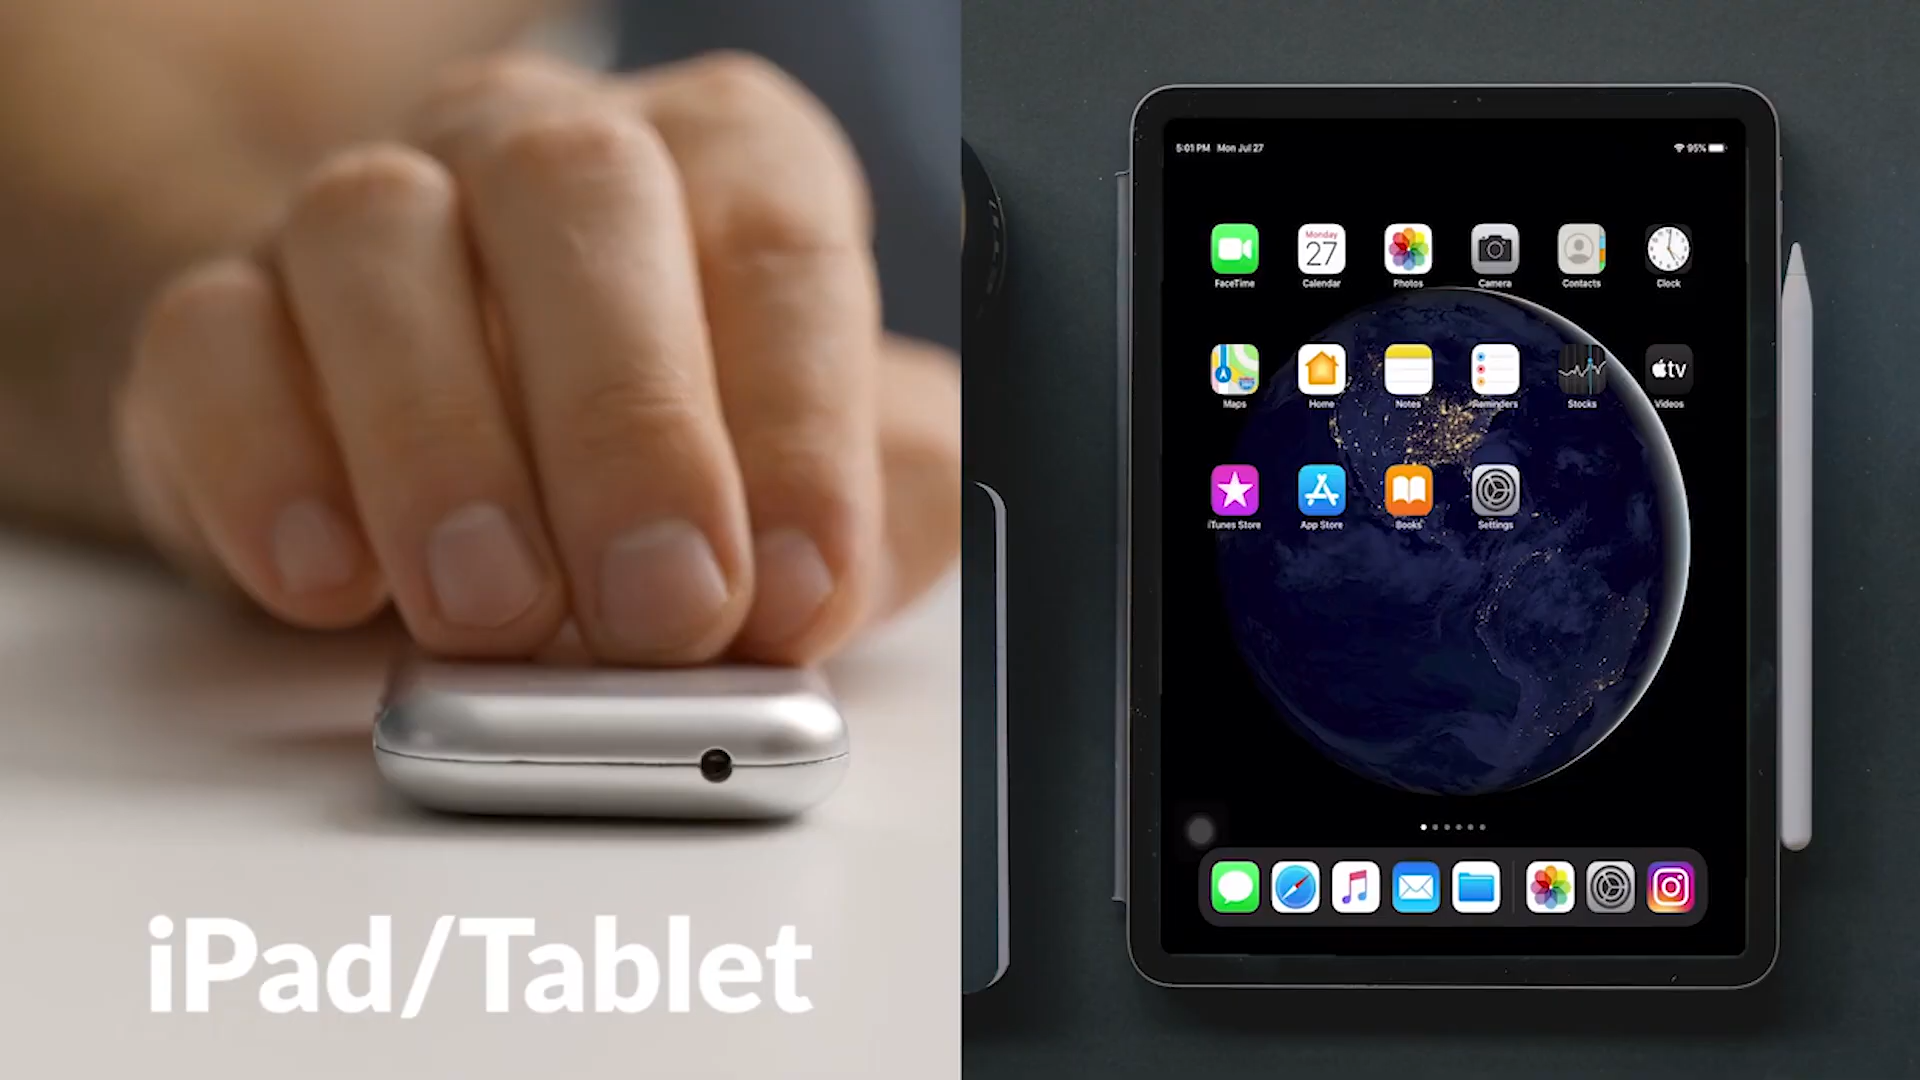 iPad/Tablet
5:01 PM Mon Jul 27
95%
FaceTime
Monday
27
Calendar
Photos
Camera
Contacts
Clock
Maps
Home
Notes
Reminders
Stocks
tv
Videos
iTunes Store
App Store
Books
Settings